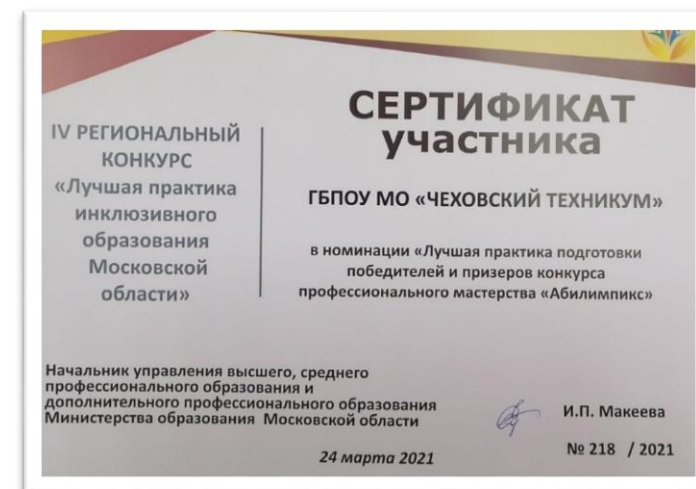 IV РЕГИОНАЛЬНЫЙ
КОНКУРС
«Лучшая практика
инклюзивного
образования
Московской
области»
СЕРТИФИКАТ
участника
ГБПОУ МО «ЧЕХОВСКИЙ ТЕХНИКУМ»
в номинации «Лучшая практика подготовки
победителей и призеров конкурса
профессионального мастерства «Абилимпикс»
Начальник управления высшего, среднего
профессионального образования и
дополнительного профессионального образования
Министерства образования Московской области
И.П. Макеева
24 марта 2021
№ 218 / 2021